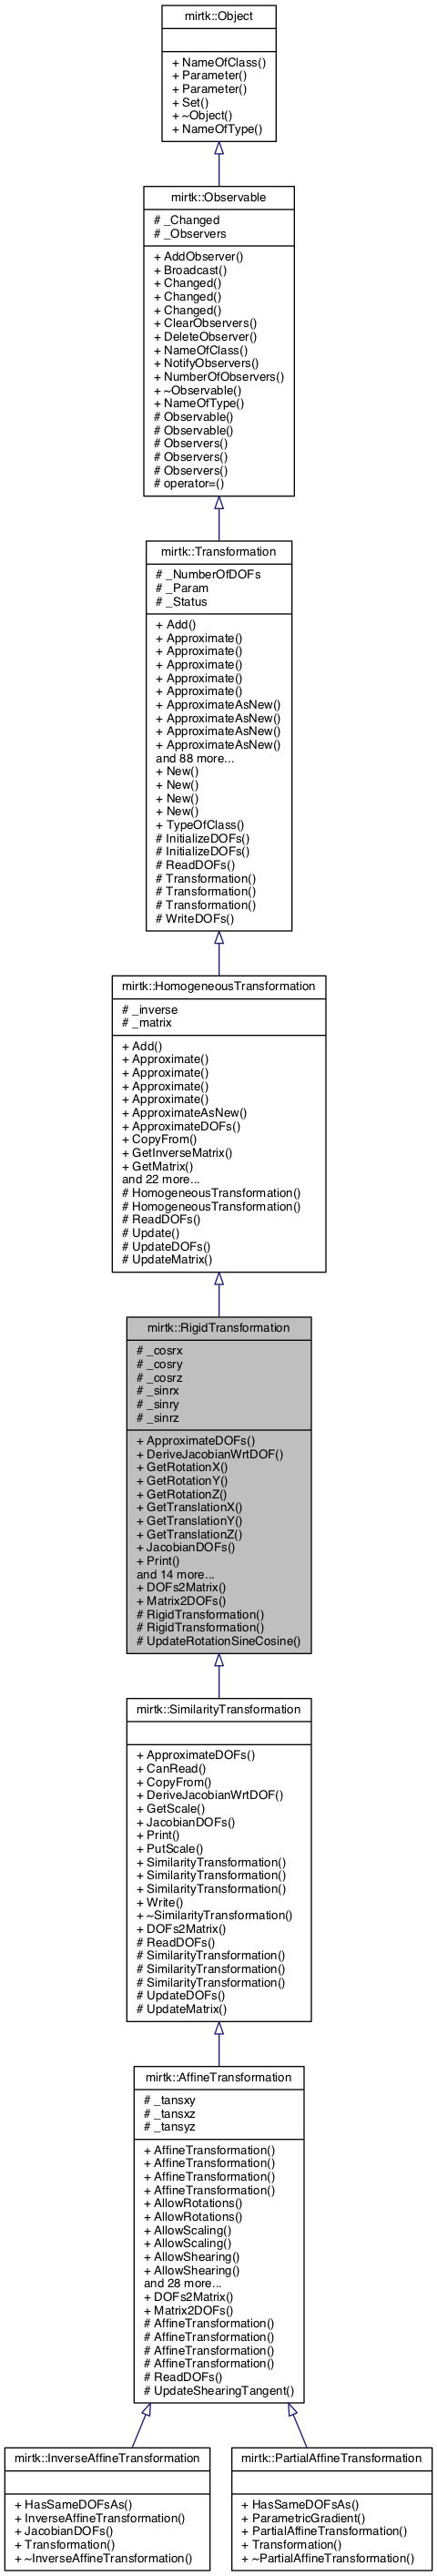 mirtk::Object
+ NameOfClass()
+ Parameter()
+ Parameter()
+ Set()
+ ~Object()
+ NameOfType()
mirtk::Observable
# _Changed
# _Observers
+ AddObserver()
+ Broadcast()
+ Changed()
+ Changed()
+ Changed()
+ ClearObservers()
+ DeleteObserver()
+ NameOfClass()
+ NotifyObservers()
+ NumberOfObservers()
+ ~Observable()
+ NameOfType()
# Observable()
# Observable()
# Observers()
# Observers()
# Observers()
# operator=()
mirtk::Transformation
# _NumberOfDOFs
# _Param
# _Status
+ Add()
+ Approximate()
+ Approximate()
+ Approximate()
+ Approximate()
+ Approximate()
+ ApproximateAsNew()
+ ApproximateAsNew()
+ ApproximateAsNew()
+ ApproximateAsNew()
and 88 more...
+ New()
+ New()
+ New()
+ New()
+ TypeOfClass()
# InitializeDOFs()
# InitializeDOFs()
# ReadDOFs()
# Transformation()
# Transformation()
# Transformation()
# WriteDOFs()
mirtk::HomogeneousTransformation
# _inverse
# _matrix
+ Add()
+ Approximate()
+ Approximate()
+ Approximate()
+ Approximate()
+ ApproximateAsNew()
+ ApproximateDOFs()
+ CopyFrom()
+ GetInverseMatrix()
+ GetMatrix()
and 22 more...
# HomogeneousTransformation()
# HomogeneousTransformation()
# ReadDOFs()
# Update()
# UpdateDOFs()
# UpdateMatrix()
mirtk::RigidTransformation
# _cosrx
# _cosry
# _cosrz
# _sinrx
# _sinry
# _sinrz
+ ApproximateDOFs()
+ DeriveJacobianWrtDOF()
+ GetRotationX()
+ GetRotationY()
+ GetRotationZ()
+ GetTranslationX()
+ GetTranslationY()
+ GetTranslationZ()
+ JacobianDOFs()
+ Print()
and 14 more...
+ DOFs2Matrix()
+ Matrix2DOFs()
# RigidTransformation()
# RigidTransformation()
# UpdateRotationSineCosine()
mirtk::SimilarityTransformation
+ ApproximateDOFs()
+ CanRead()
+ CopyFrom()
+ DeriveJacobianWrtDOF()
+ GetScale()
+ JacobianDOFs()
+ Print()
+ PutScale()
+ SimilarityTransformation()
+ SimilarityTransformation()
+ SimilarityTransformation()
+ Write()
+ ~SimilarityTransformation()
+ DOFs2Matrix()
# ReadDOFs()
# SimilarityTransformation()
# SimilarityTransformation()
# SimilarityTransformation()
# UpdateDOFs()
# UpdateMatrix()
mirtk::AffineTransformation
# _tansxy
# _tansxz
# _tansyz
+ AffineTransformation()
+ AffineTransformation()
+ AffineTransformation()
+ AffineTransformation()
+ AllowRotations()
+ AllowRotations()
+ AllowScaling()
+ AllowScaling()
+ AllowShearing()
+ AllowShearing()
and 28 more...
+ DOFs2Matrix()
+ Matrix2DOFs()
# AffineTransformation()
# AffineTransformation()
# AffineTransformation()
# AffineTransformation()
# ReadDOFs()
# UpdateShearingTangent()
mirtk::InverseAffineTransformation
+ HasSameDOFsAs()
+ InverseAffineTransformation()
+ JacobianDOFs()
+ Transformation()
+ ~InverseAffineTransformation()
mirtk::PartialAffineTransformation
+ HasSameDOFsAs()
+ ParametricGradient()
+ PartialAffineTransformation()
+ Transformation()
+ ~PartialAffineTransformation()